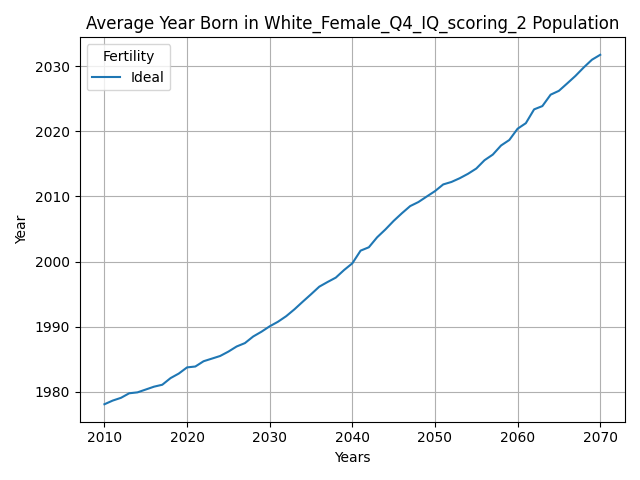 Average Year Born in White_Female_Q4_IQ_scoring_2 Population
Fertility
Ideal
Year
2030
2020
2010
2000
1990
1980
2010 2020 2030 2040 2050 2060 2070
Years